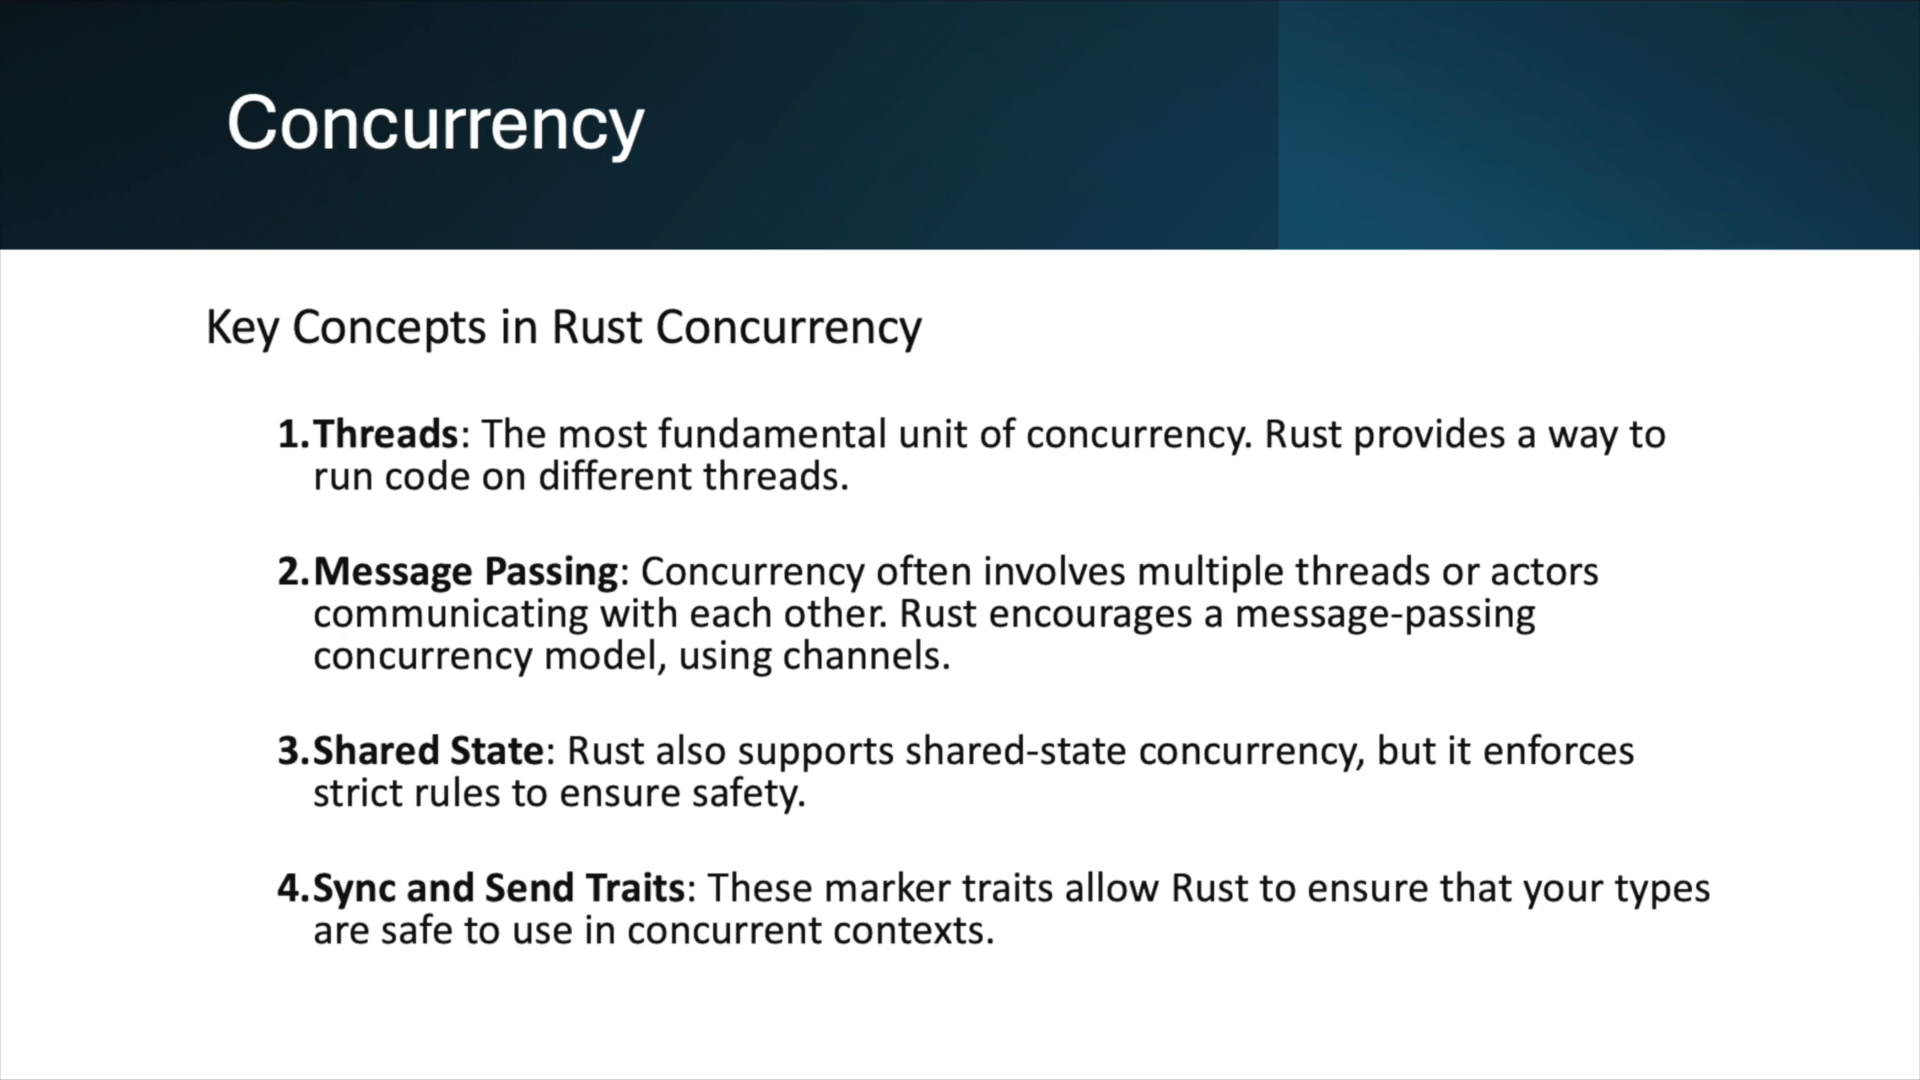 Concurrency
Key Concepts in Rust Concurrency
1.Threads: The most fundamental unit of concurrency. Rust provides a way to
run code on different threads.
2.Message Passing: Concurrency often involves multiple threads or actors
communicating with each other. Rust encourages a message-passing
concurrency model, using channels.
3.Shared State: Rust also supports shared-state concurrency, but it enforces
strict rules to ensure safety.
4.Sync and Send Traits: These marker traits allow Rust to ensure that your types
are safe to use in concurrent contexts.